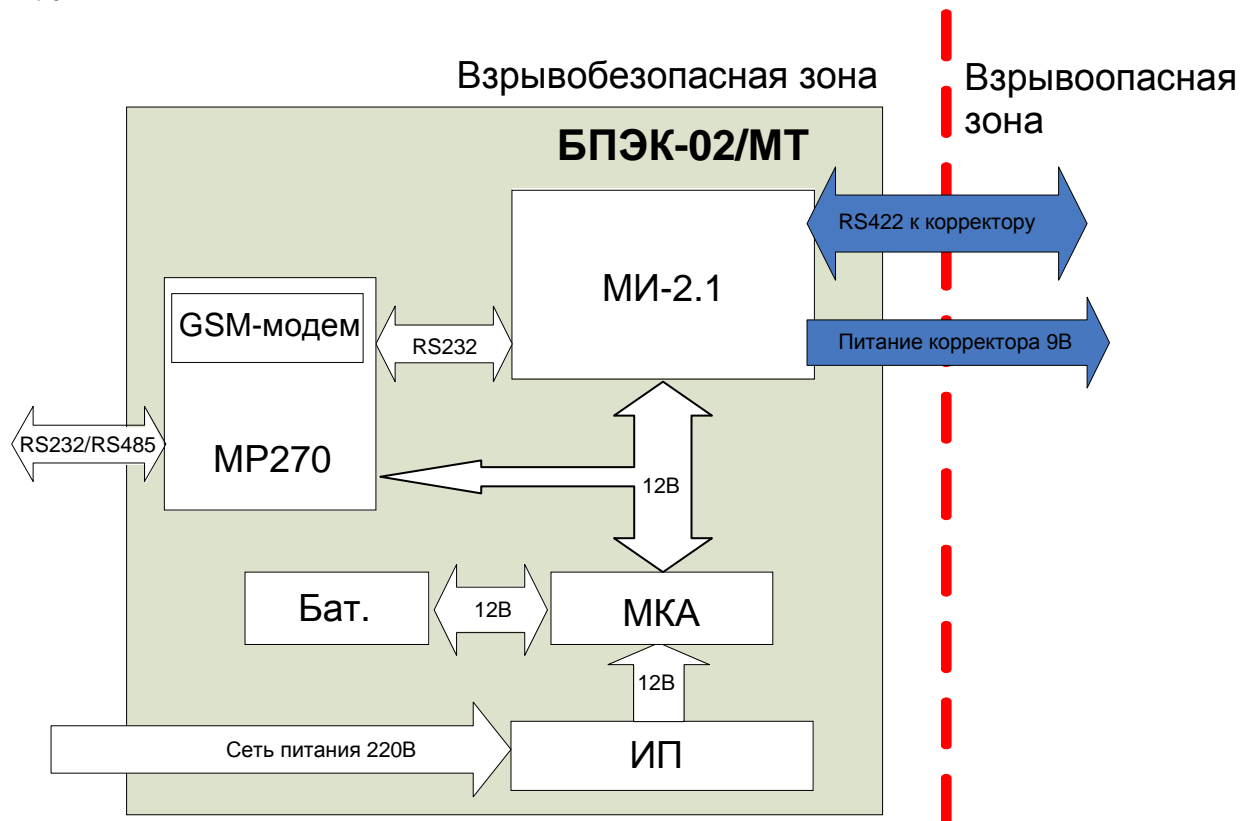 Взрывобезопасная зона
Взрывоопасная
зона
БПЭК-02/МТ
RS422 к корректору
МИ-2.1
GSM-модем
RS232
Питание корректора 9В
RS232/RS485
МР270
12В
Бат.
12В
МКА
12В
Сеть питания 220В
ИП